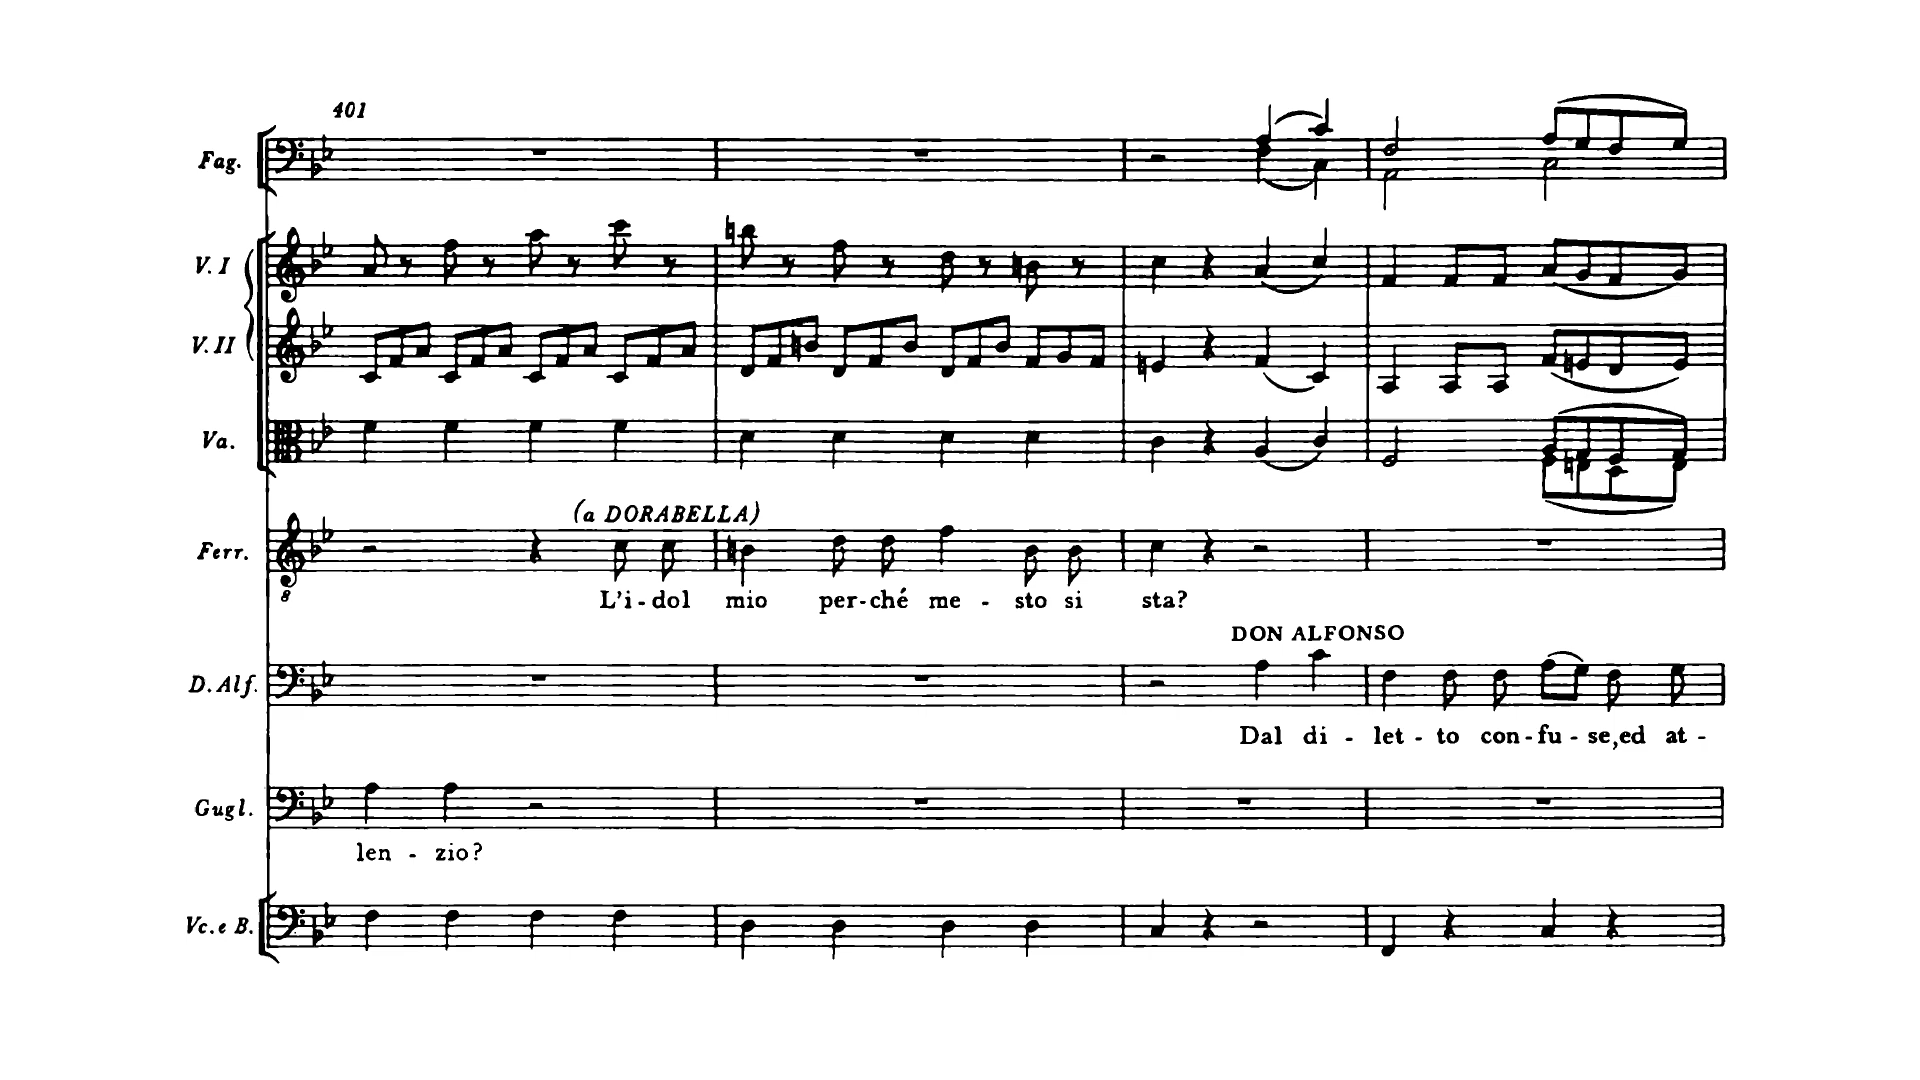 401
Fag.
V. I
V. II
Va.
(a DORABELLA)
Ferr.
8
L'i - dol mio per - ché me - sto si sta?
DON ALFONSO
D. Alf.
Dal di - let - to con - fu - se, ed at -
Gugl.
len - zio?
Vc. e B.